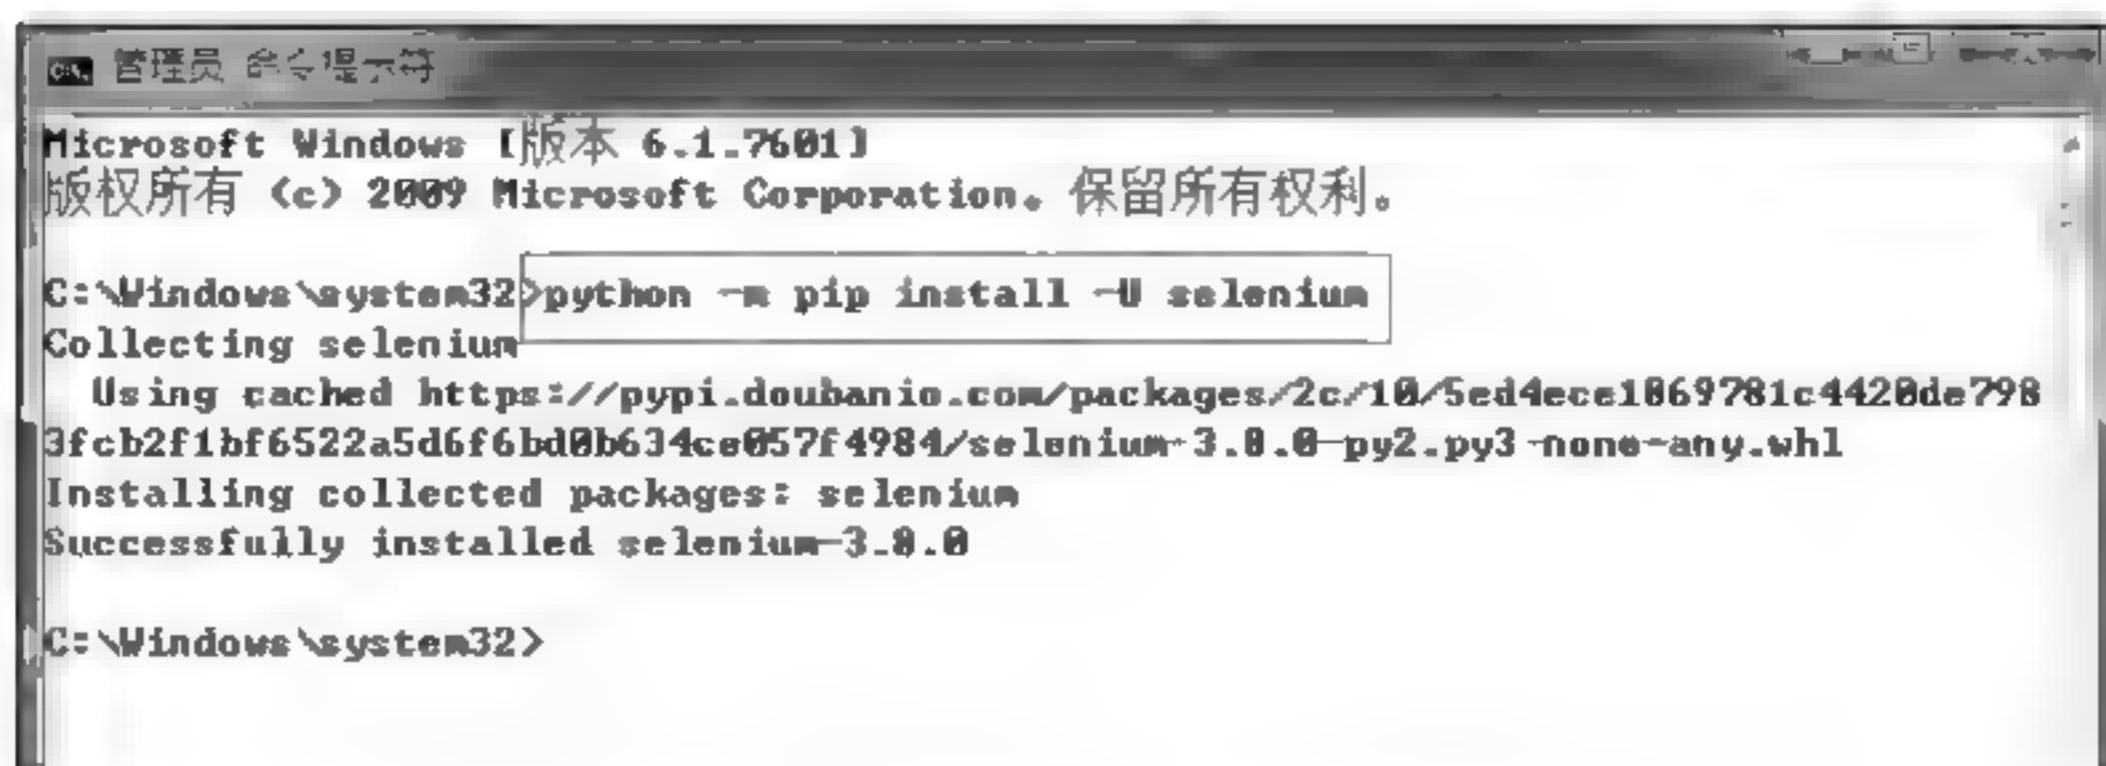 管理员 命令提示符
Microsoft Windows [版本 6.1.7601]
版权所有 (c) 2009 Microsoft Corporation。保留所有权利。
C:\Windows\system32>python -m pip install -U selenium
Collecting selenium
Using cached https://pypi.doubanio.com/packages/2c/10/5ed4ece1069781c4420de798
3fcb2f1bf6522a5d6f6bd0b634ce057f4984/selenium-3.8.0-py2.py3-none-any.whl
Installing collected packages: selenium
Successfully installed selenium-3.8.0
C:\Windows\system32>